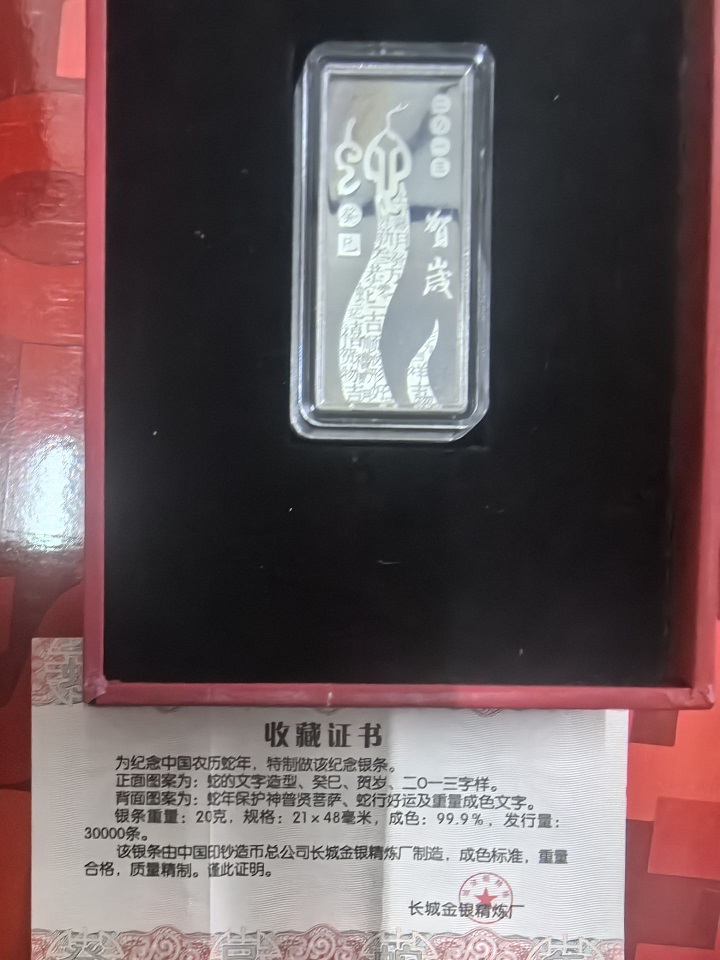 二〇一三
贺岁
癸
巳
收藏证书
为纪念中国农历蛇年，特制做该纪念银条。
正面图案为：蛇的文字造型、癸巳、贺岁、二〇一三字样。
背面图案为：蛇年保护神普贤菩萨、蛇行好运及重量成色文字。
银条重量：20克，规格：21×48毫米，成色：99.9%，发行量：
30000条。
该银条由中国印钞造币总公司长城金银精炼厂制造，成色标准，重量
合格，质量精制。谨此证明。
长城金银精炼厂